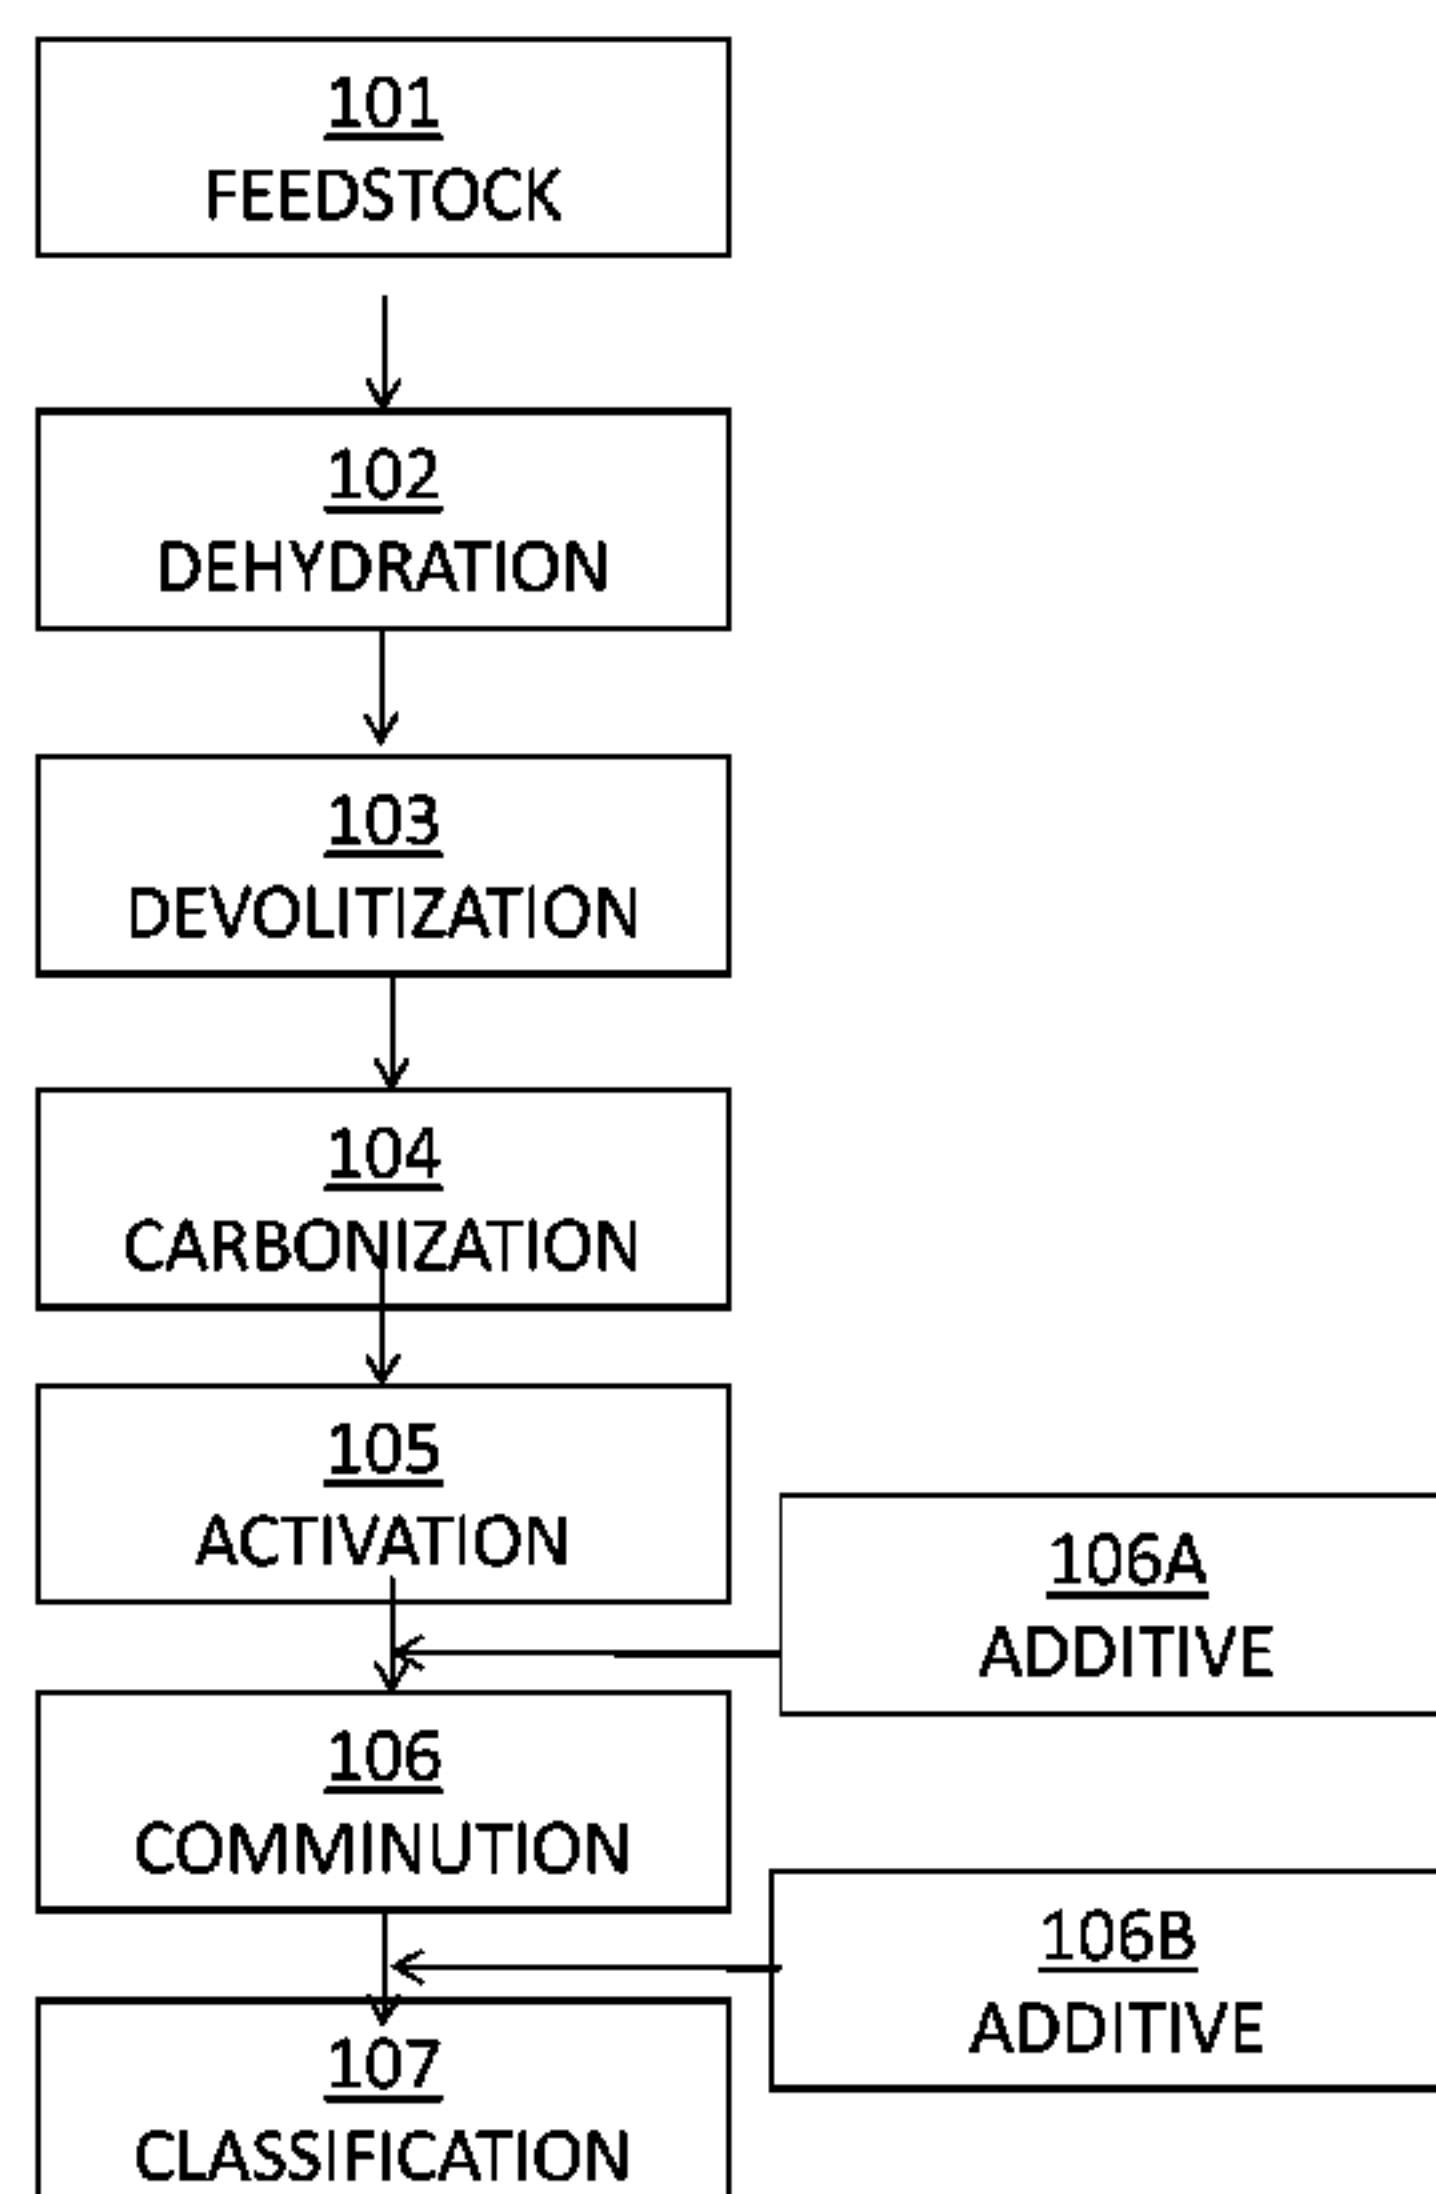 101
FEEDSTOCK
102
DEHYDRATION
103
DEVOLITIZATION
104
CARBONIZATION
105
ACTIVATION
106A
ADDITIVE
106
COMMINUTION
106B
ADDITIVE
107
CLASSIFICATION